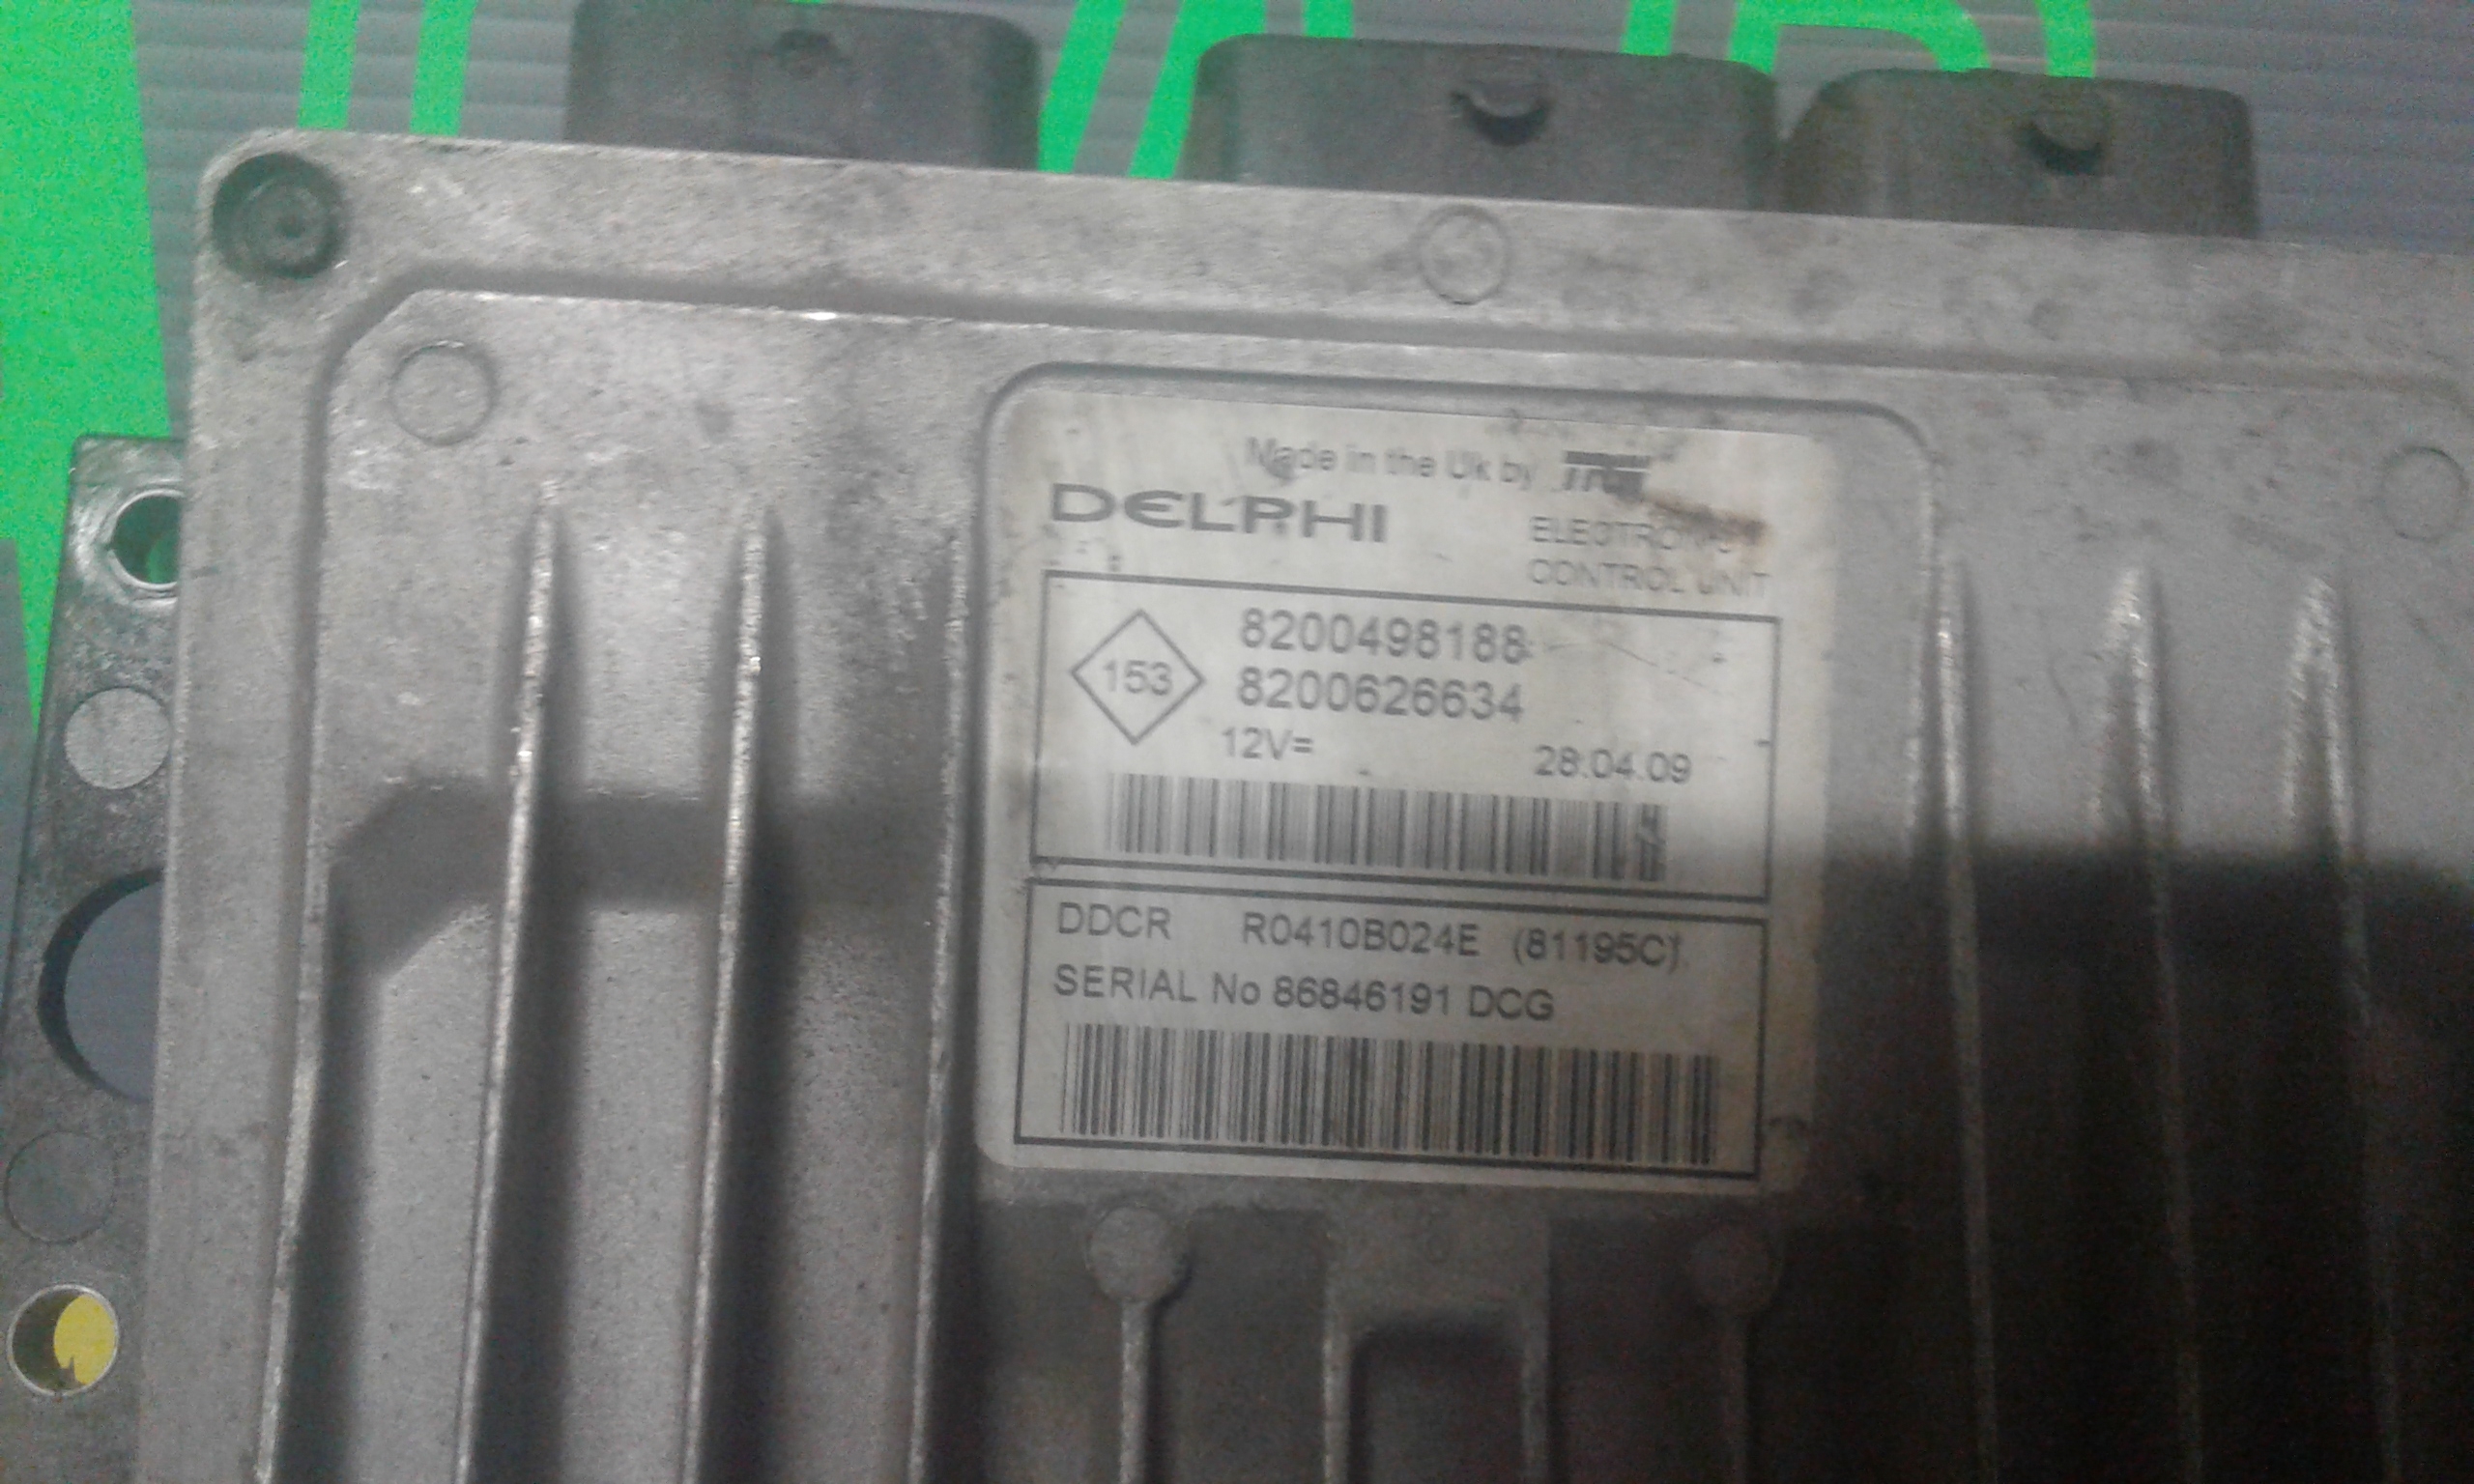 Made in the Uk by TRW
DELPHI
ELECTRONIC
CONTROL UNIT
153
8200498188
8200626634
12V=
28.04.09
DDCR R0410B024E (81195C)
SERIAL No 86846191 DCG